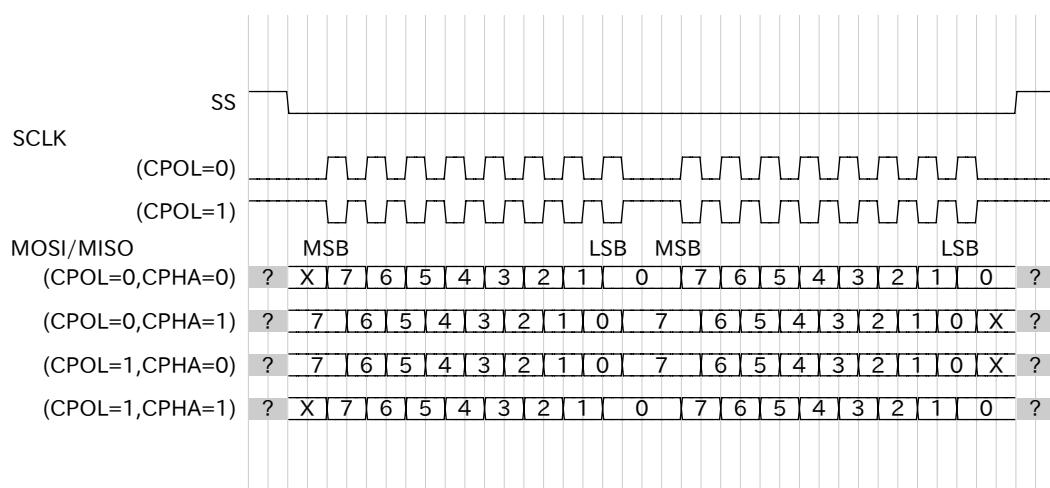 SS
SCLK
(CPOL=0)
(CPOL=1)
MOSI/MISO MSB LSB MSB LSB
(CPOL=0,CPHA=0) ? X 7 6 5 4 3 2 1 0 7 6 5 4 3 2 1 0 ?
(CPOL=0,CPHA=1) ? 7 6 5 4 3 2 1 0 7 6 5 4 3 2 1 0 X ?
(CPOL=1,CPHA=0) ? 7 6 5 4 3 2 1 0 7 6 5 4 3 2 1 0 X ?
(CPOL=1,CPHA=1) ? X 7 6 5 4 3 2 1 0 7 6 5 4 3 2 1 0 ?